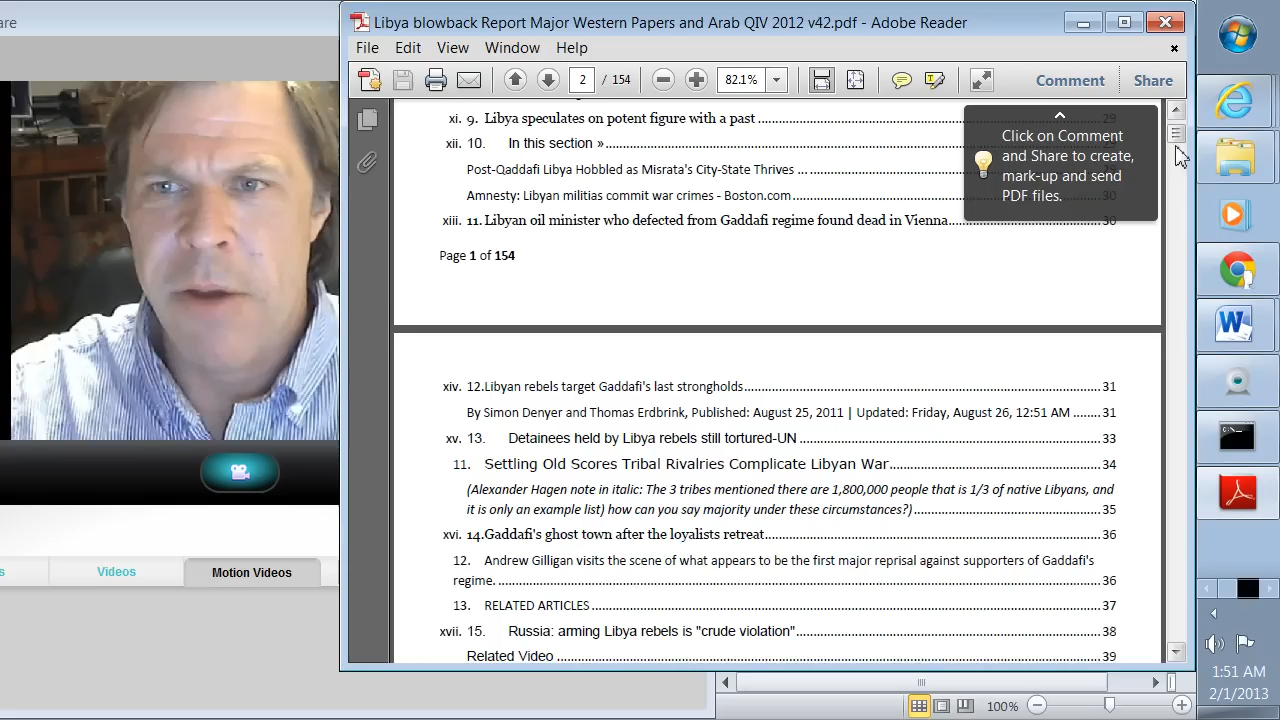 are
Libya blowback Report Major Western Papers and Arab QIV 2012 v42.pdf - Adobe Reader
File Edit View Window Help
2 / 154 82.1% Comment Share
xi. 9. Libya speculates on potent figure with a past 29
xii. 10. In this section »
Post-Qaddafi Libya Hobbled as Misrata's City-State Thrives ...
Amnesty: Libyan militias commit war crimes - Boston.com 30
xiii. 11. Libyan oil minister who defected from Gaddafi regime found dead in Vienna 30
Click on Comment
and Share to create,
mark-up and send
PDF files.
Page 1 of 154
xiv. 12.Libyan rebels target Gaddafi's last strongholds 31
By Simon Denyer and Thomas Erdbrink, Published: August 25, 2011 | Updated: Friday, August 26, 12:51 AM 31
xv. 13. Detainees held by Libya rebels still tortured-UN 33
11. Settling Old Scores Tribal Rivalries Complicate Libyan War 34
(Alexander Hagen note in italic: The 3 tribes mentioned there are 1,800,000 people that is 1/3 of native Libyans, and
it is only an example list) how can you say majority under these circumstances?) 35
xvi. 14.Gaddafi's ghost town after the loyalists retreat 36
12. Andrew Gilligan visits the scene of what appears to be the first major reprisal against supporters of Gaddafi's
regime. 36
13. RELATED ARTICLES 37
xvii. 15. Russia: arming Libya rebels is "crude violation" 38
Related Video 39
s Videos Motion Videos
100%
1:51 AM
2/1/2013